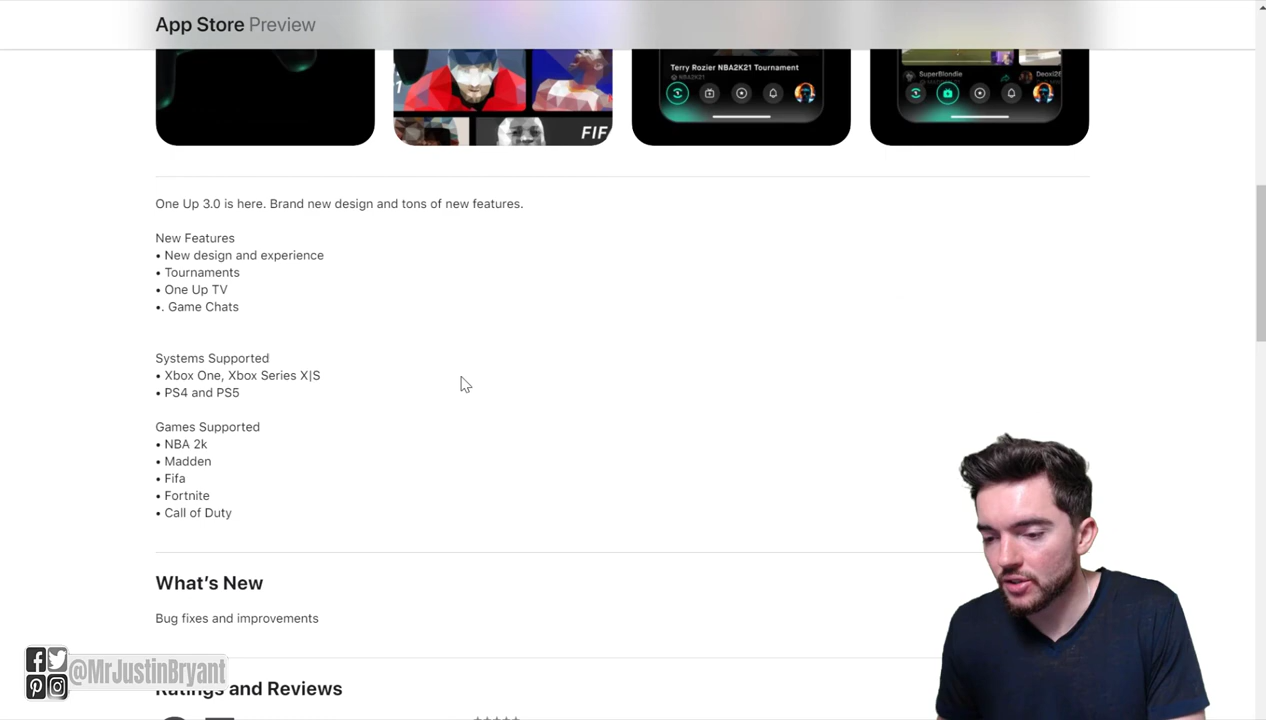 App Store Preview
1
FIF
Terry Rozier NBA2K21 Tournament
NBA2K21
SuperBlondie
Deoxi2E
One Up 3.0 is here. Brand new design and tons of new features.
New Features
• New design and experience
• Tournaments
• One Up TV
•. Game Chats
Systems Supported
• Xbox One, Xbox Series X|S
• PS4 and PS5
Games Supported
• NBA 2k
• Madden
• Fifa
• Fortnite
• Call of Duty
What's New
Bug fixes and improvements
@MrJustinBryant
Ratings and Reviews